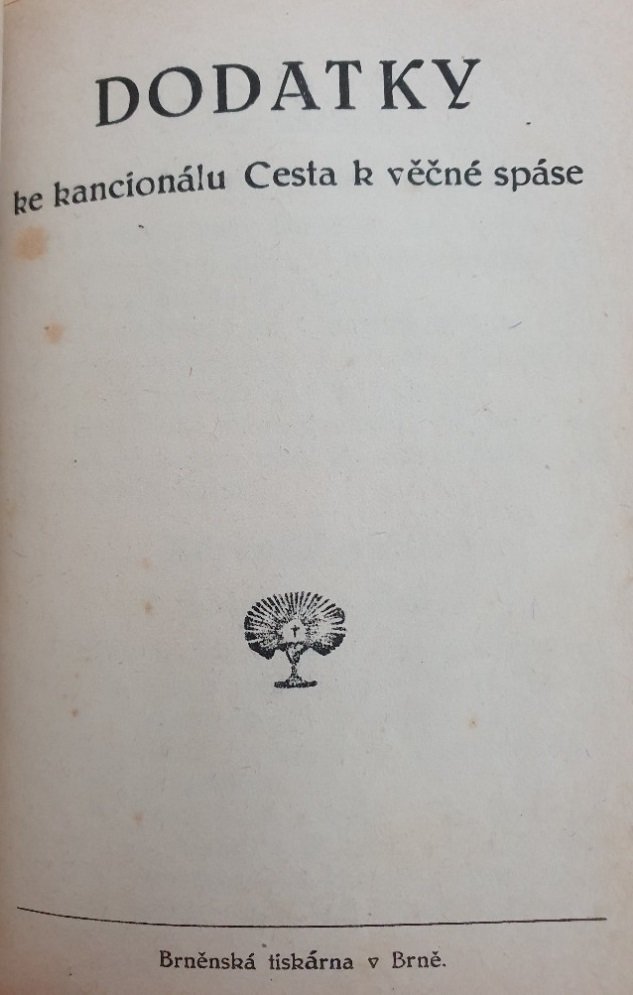 DODATKY
ke kancionálu Cesta k věčné spáse
Brněnská tiskárna v Brně.